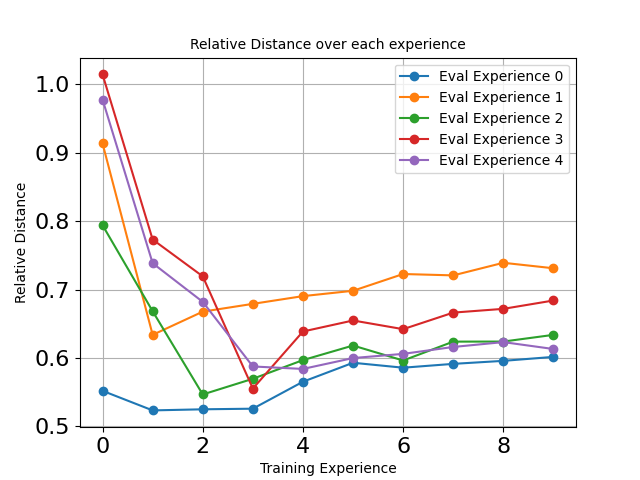 Relative Distance over each experience
Relative Distance
1.0
0.9
0.8
0.7
0.6
0.5
Eval Experience 0
Eval Experience 1
Eval Experience 2
Eval Experience 3
Eval Experience 4
0 2 4 6 8
Training Experience